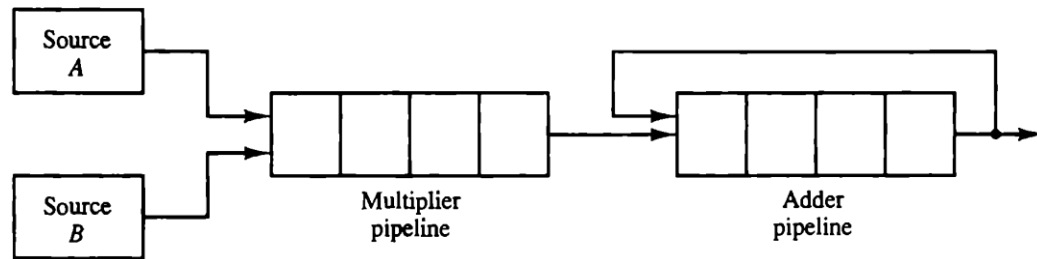 Source
A
Source
B
Multiplier
pipeline
Adder
pipeline